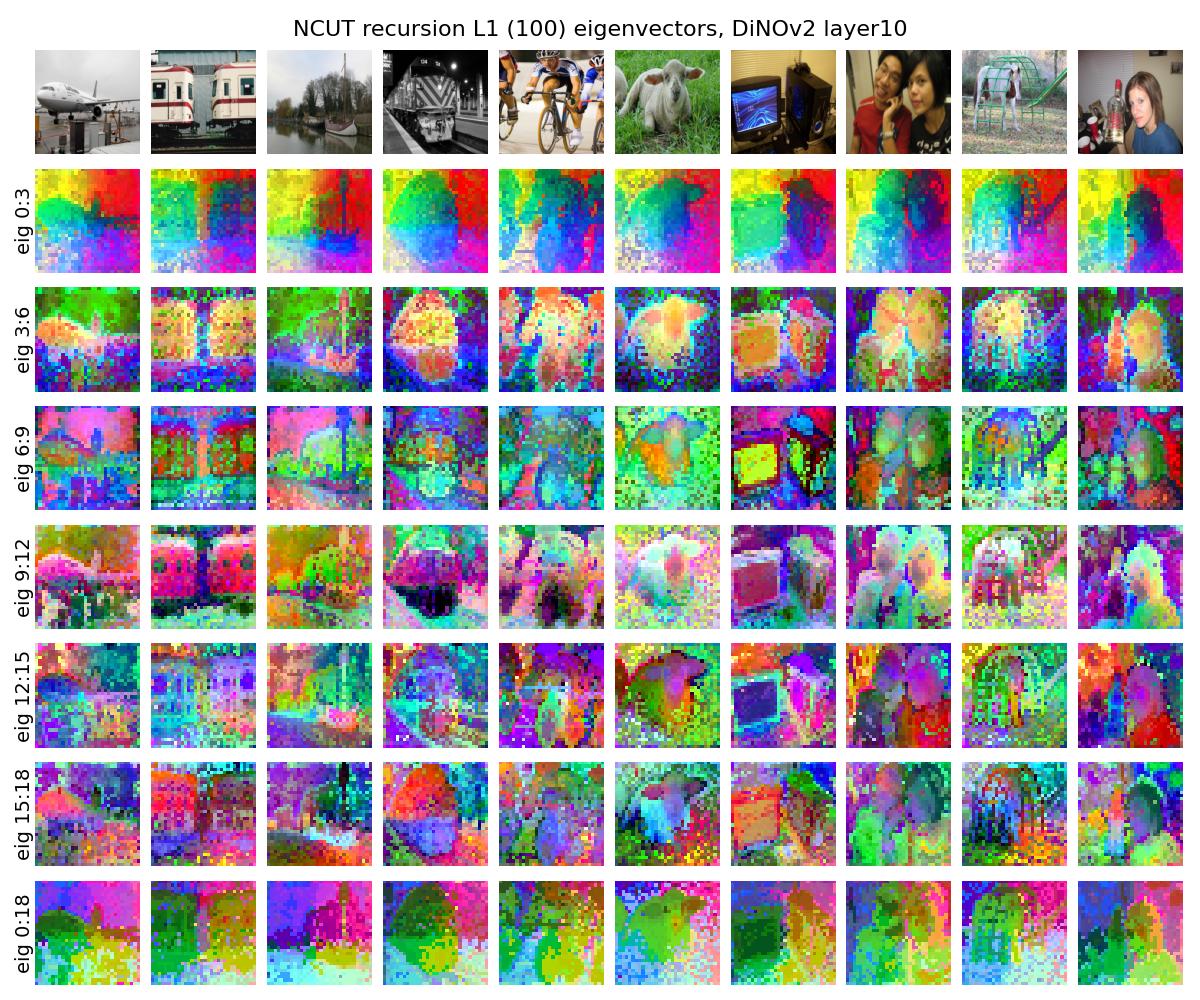 NCUT recursion L1 (100) eigenvectors, DiNOv2 layer10
eig 0:3
eig 3:6
eig 6:9
eig 9:12
eig 12:15
eig 15:18
eig 0:18